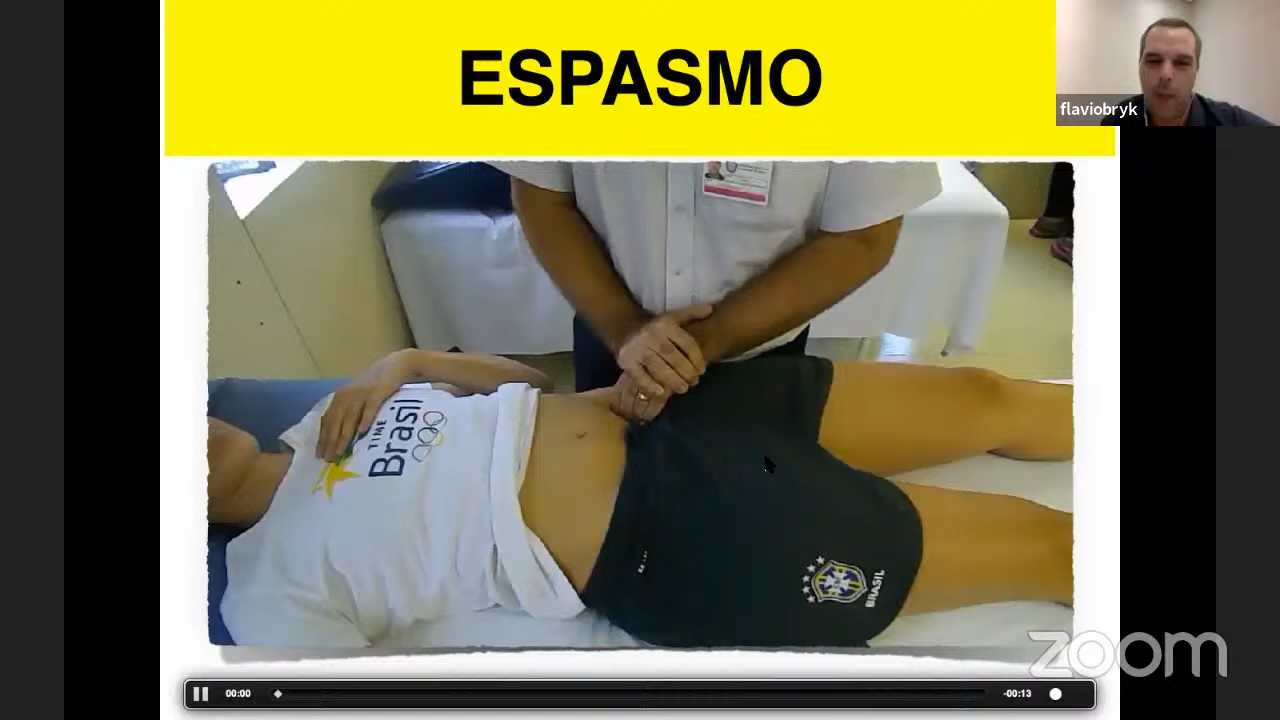 ESPASMO
flaviobryk
TIME
Brasil
BRASIL
zoom
00:00
-00:13